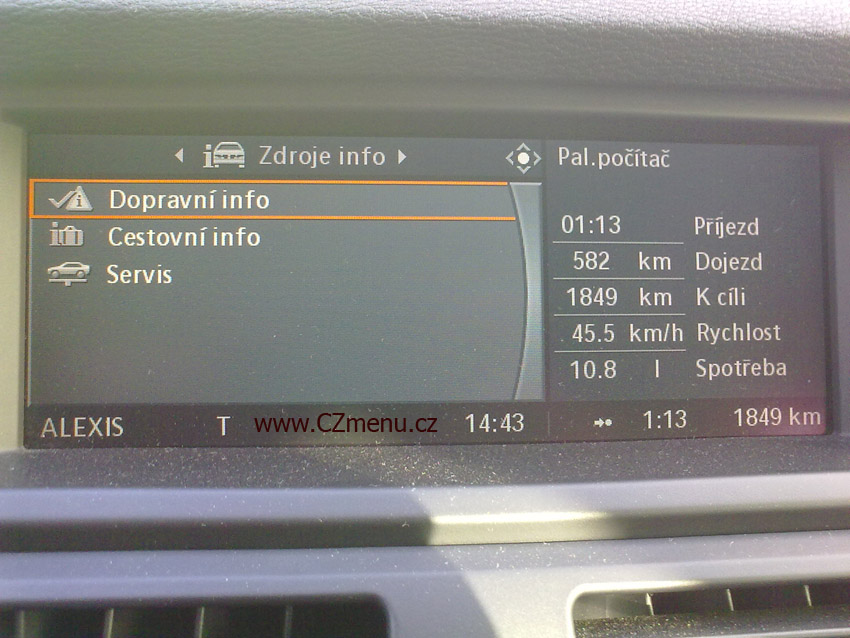 Zdroje info
Dopravní info
Cestovní info
Servis
Pal.počítač
01:13 Příjezd
582 km Dojezd
1849 km K cíli
45.5 km/h Rychlost
10.8 l Spotřeba
ALEXIS T www.CZmenu.cz 14:43 1:13 1849 km